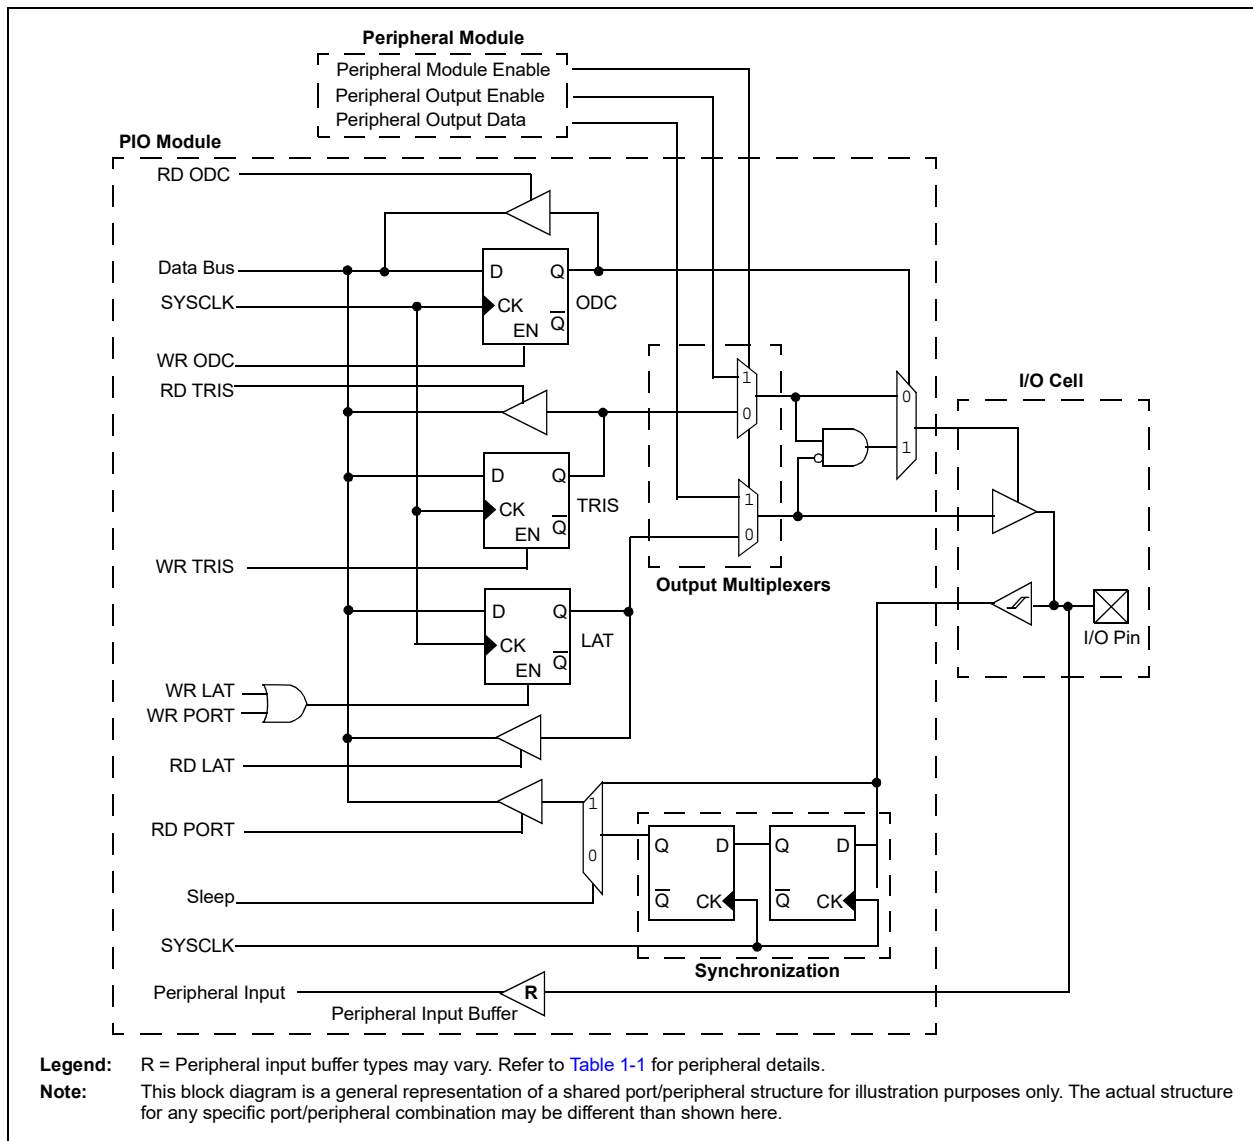 Peripheral Module
Peripheral Module Enable
Peripheral Output Enable
Peripheral Output Data
PIO Module
RD ODC
Data Bus
D Q
SYSCLK
CK
ODC
EN Q
WR ODC
RD TRIS
1
0
0
1
I/O Cell
D Q
CK
TRIS
EN Q
1
0
WR TRIS
Output Multiplexers
D Q
CK
LAT
EN Q
I/O Pin
WR LAT
WR PORT
RD LAT
1
RD PORT
0
Q D
Q D
Q CK
Q CK
Sleep
SYSCLK
Synchronization
Peripheral Input
R
Peripheral Input Buffer
Legend: R = Peripheral input buffer types may vary. Refer to Table 1-1 for peripheral details.
Note: This block diagram is a general representation of a shared port/peripheral structure for illustration purposes only. The actual structure
for any specific port/peripheral combination may be different than shown here.